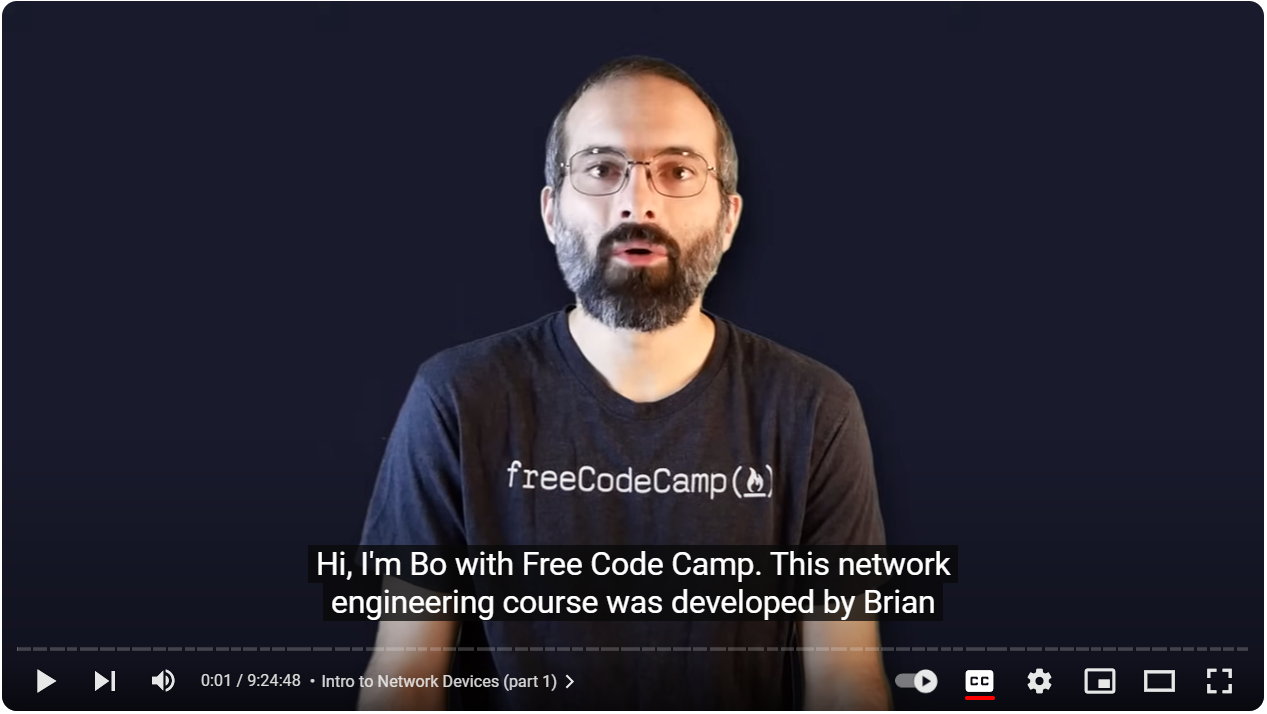 freeCodeCamp(🔥)
Hi, I'm Bo with Free Code Camp. This network
engineering course was developed by Brian
0:01 / 9:24:48 • Intro to Network Devices (part 1) >
CC